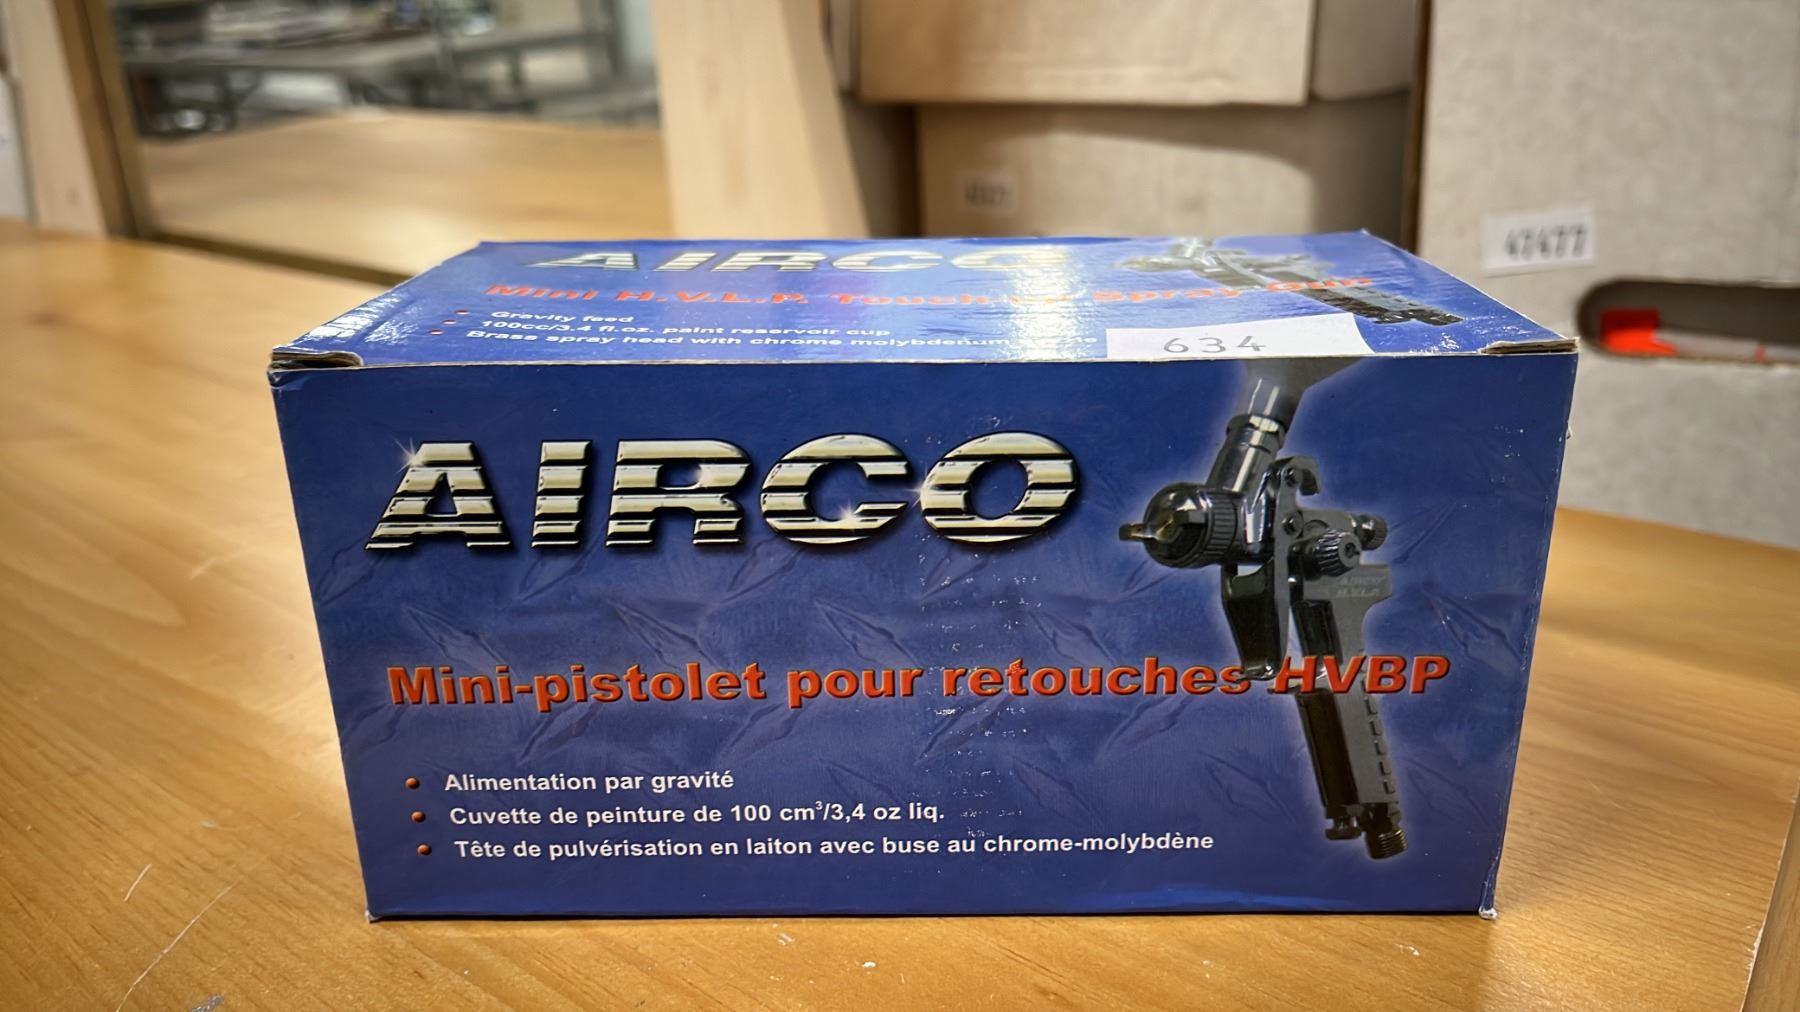 AIRCO
Mini H.V.L.P. Touch-up Spray Gun
Gravity feed
100cc/3.4 fl.oz. paint reservoir cup
Brass spray head with chrome molybdenum
634
AIRCO
Mini-pistolet pour retouches HVBP
• Alimentation par gravité
• Cuvette de peinture de 100 cm³/3,4 oz liq.
• Tête de pulvérisation en laiton avec buse au chrome-molybdène
47477